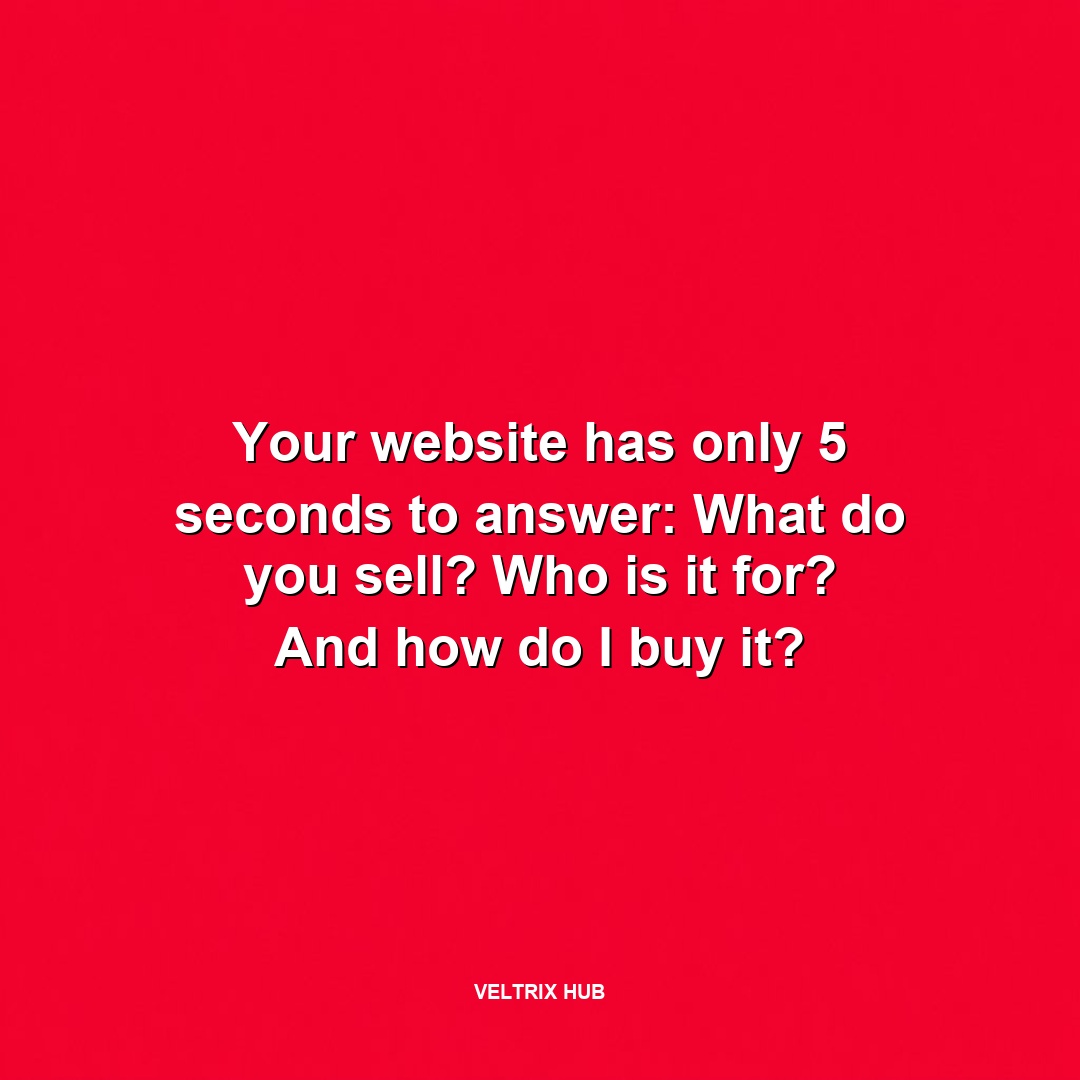 Your website has only 5
seconds to answer: What do
you sell? Who is it for?
And how do I buy it?
VELTRIX HUB